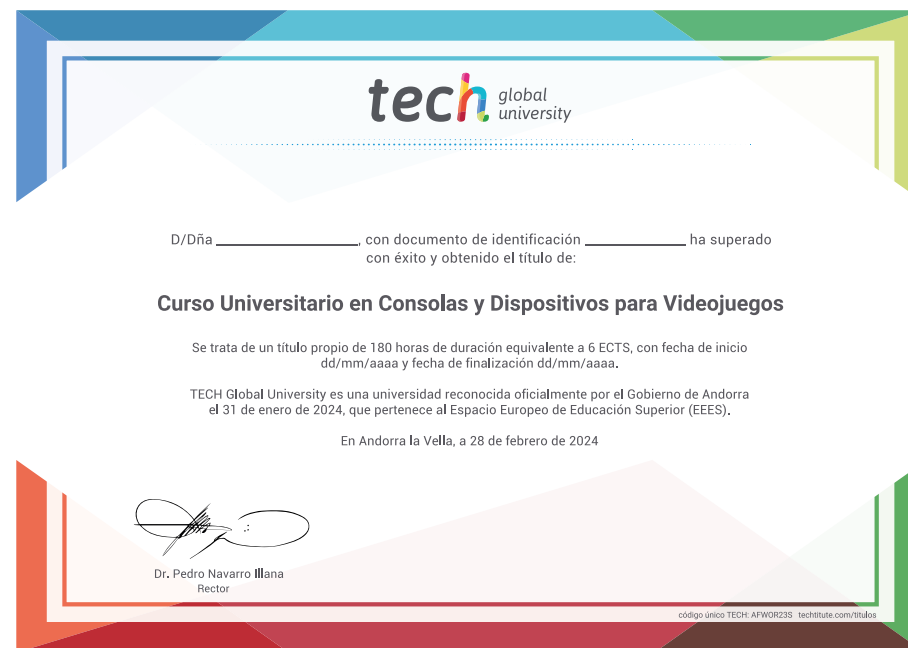 tech global university
D/Dña ____________, con documento de identificación ____________ ha superado
con éxito y obtenido el título de:
Curso Universitario en Consolas y Dispositivos para Videojuegos
Se trata de un título propio de 180 horas de duración equivalente a 6 ECTS, con fecha de inicio
dd/mm/aaaa y fecha de finalización dd/mm/aaaa.
TECH Global University es una universidad reconocida oficialmente por el Gobierno de Andorra
el 31 de enero de 2024, que pertenece al Espacio Europeo de Educación Superior (EEES).
En Andorra la Vella, a 28 de febrero de 2024
Dr. Pedro Navarro Illana
Rector
código único TECH: AFWOR23S techtitute.com/titulos